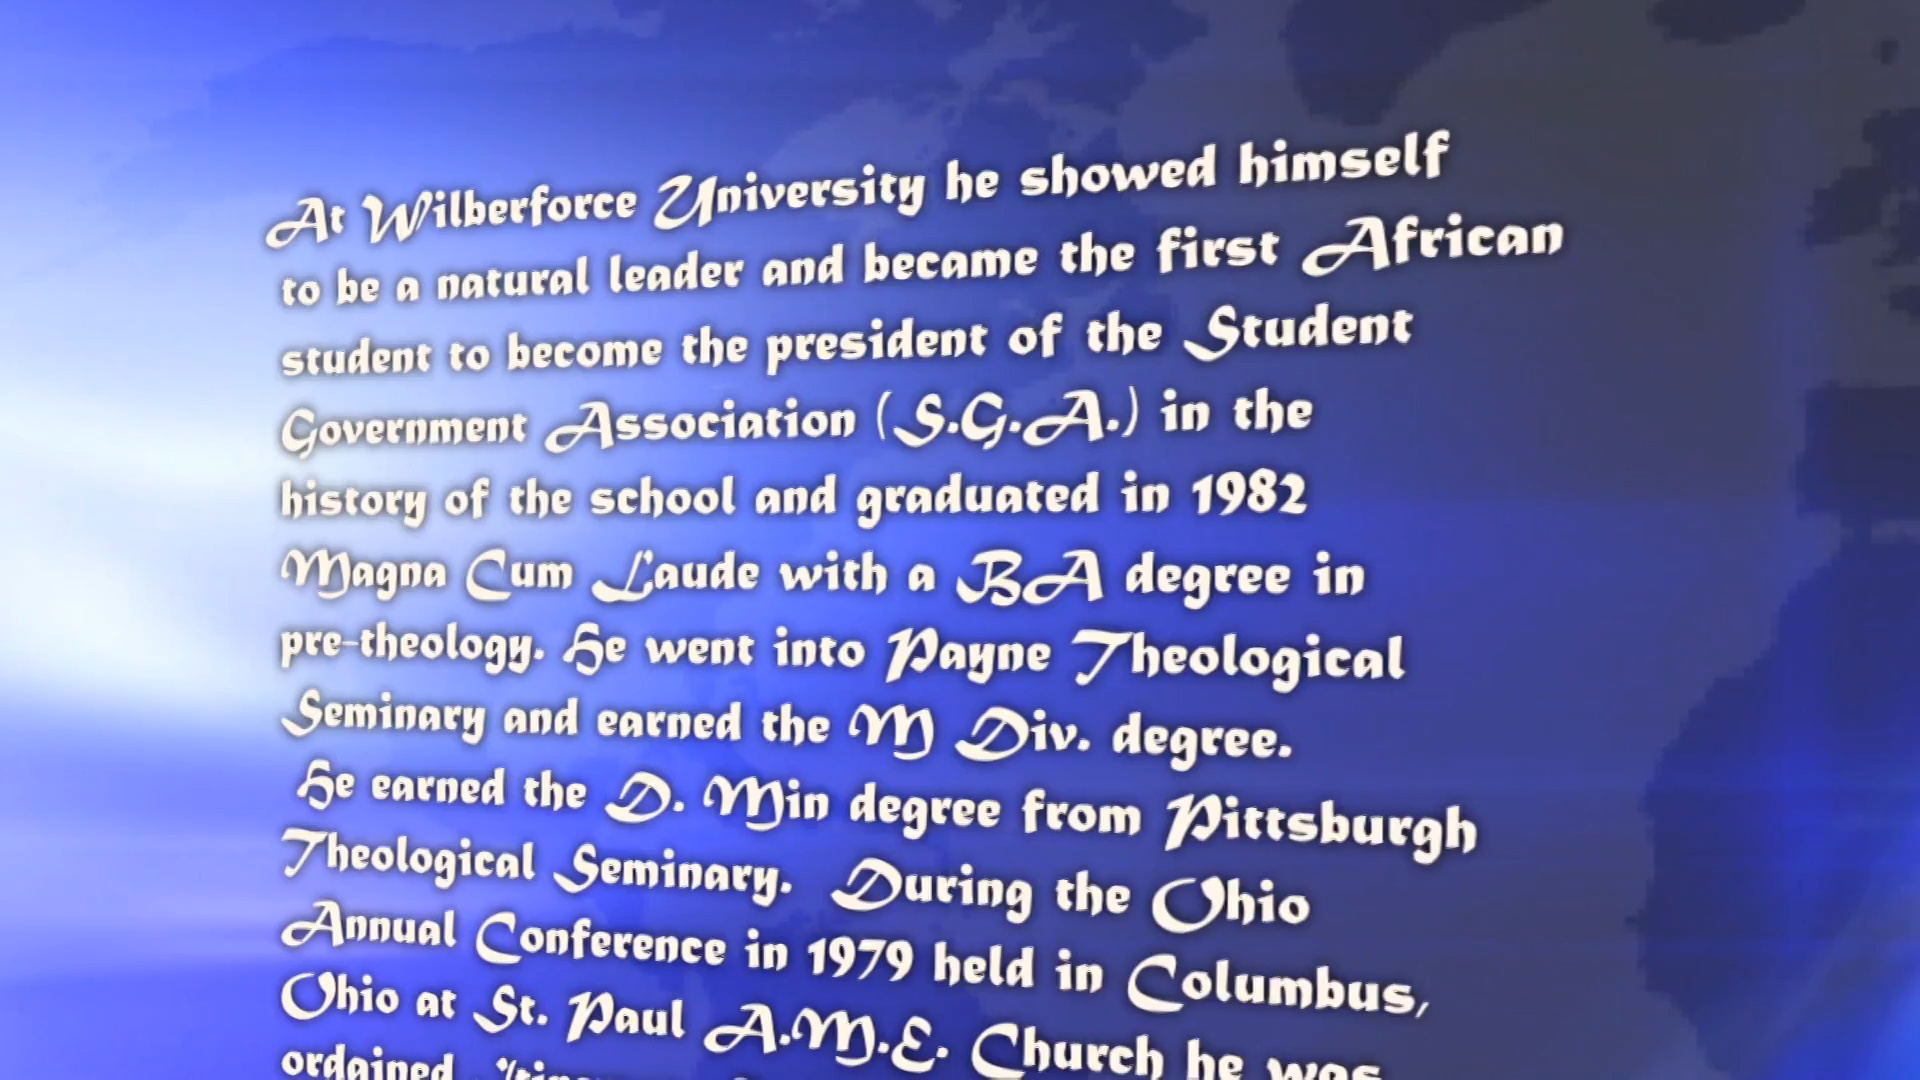 At Wilberforce University he showed himself
to be a natural leader and became the first African
student to become the president of the Student
Government Association (S.G.A.) in the
history of the school and graduated in 1982
Magna Cum Laude with a BA degree in
pre-theology. He went into Payne Theological
Seminary and earned the M Div. degree.
He earned the D. Min degree from Pittsburgh
Theological Seminary. During the Ohio
Annual Conference in 1979 held in Columbus,
Ohio at St. Paul A.M.E. Church he was
ordained